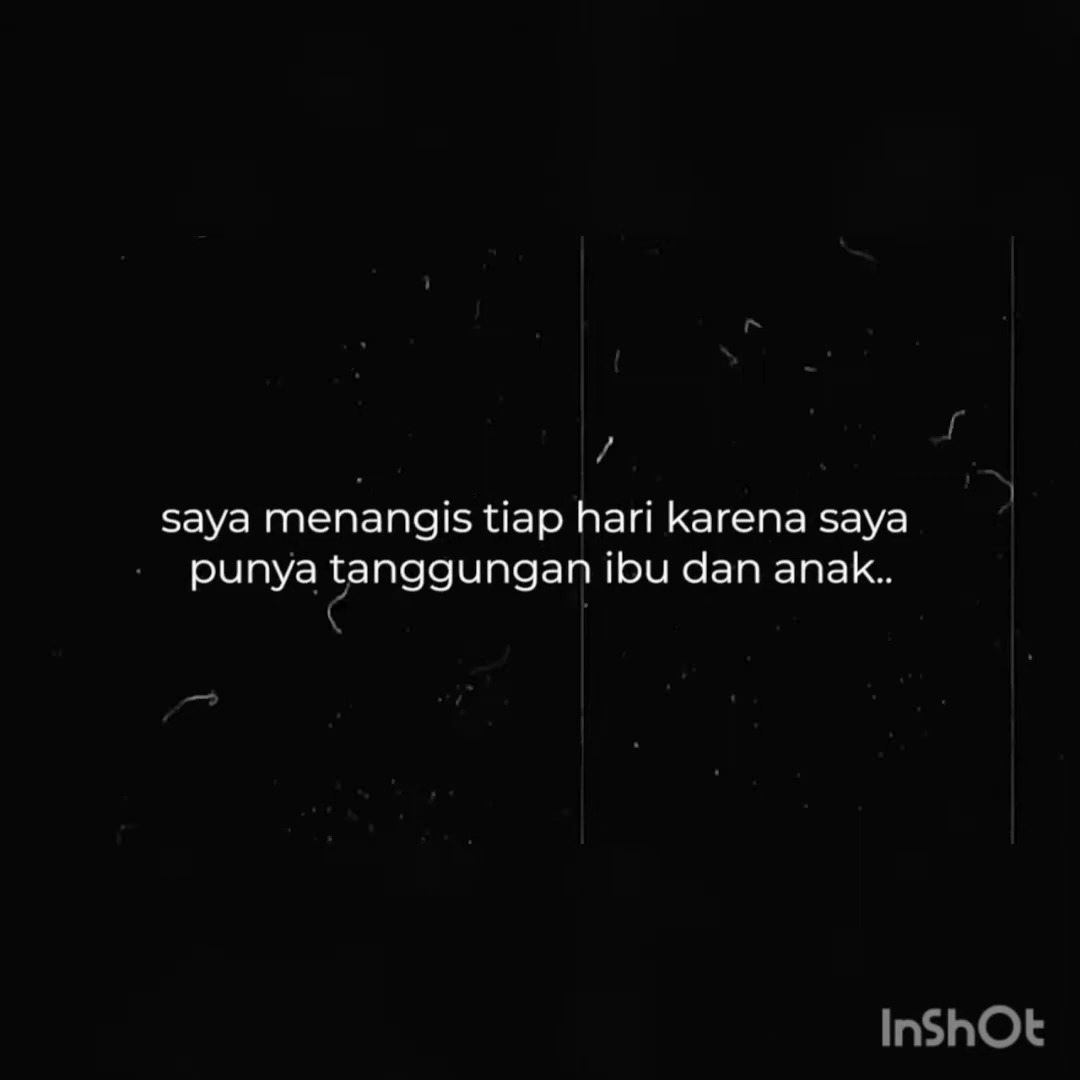 saya menangis tiap hari karena saya
punya tanggungan ibu dan anak..
InShOt